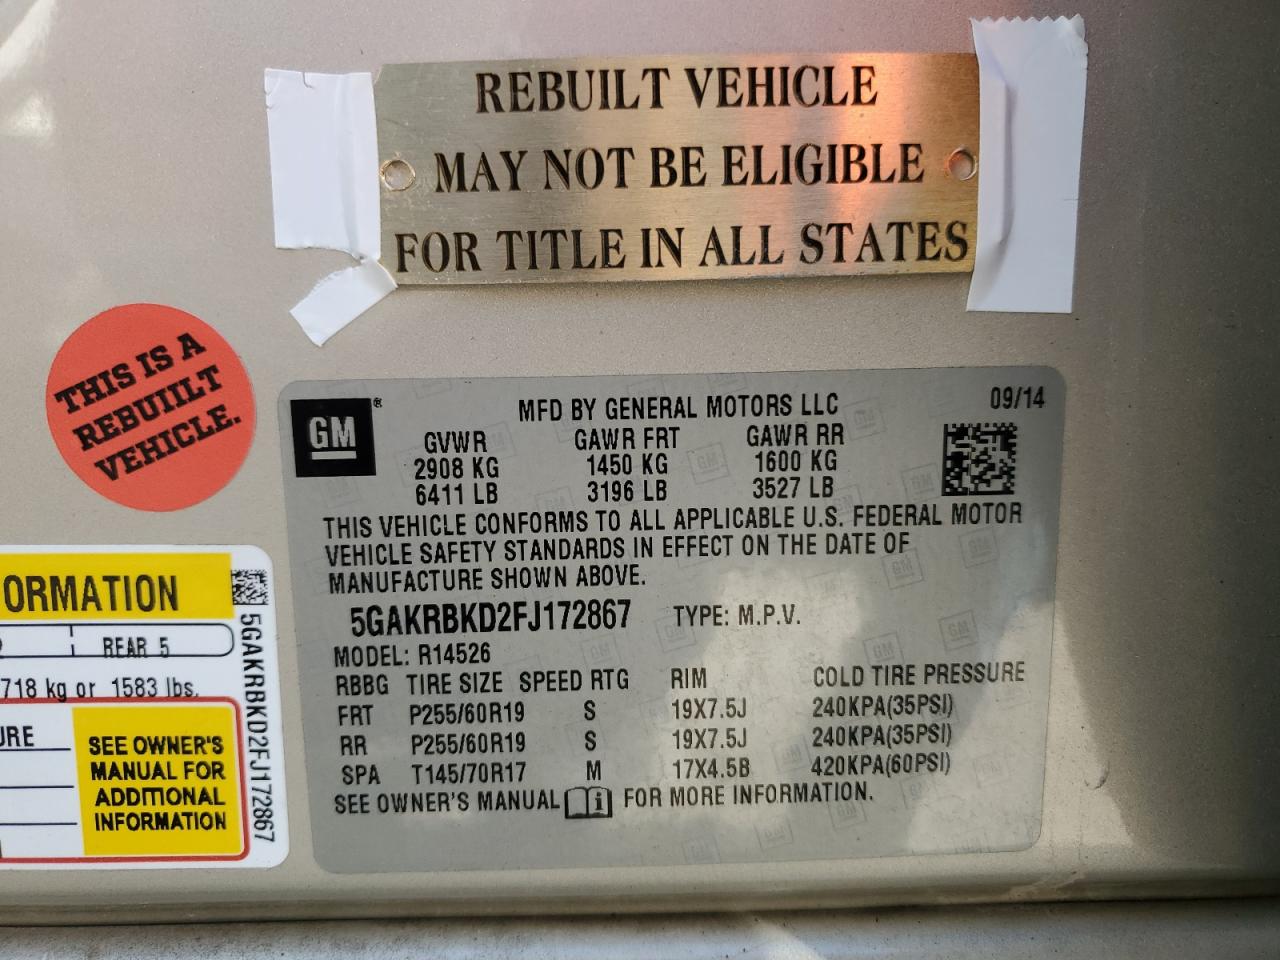 REBUILT VEHICLE
MAY NOT BE ELIGIBLE
FOR TITLE IN ALL STATES
THIS IS A
REBUIILT
VEHICLE.
GM®
MFD BY GENERAL MOTORS LLC
09/14
GVWR GAWR FRT GAWR RR
2908 KG 1450 KG 1600 KG
6411 LB 3196 LB 3527 LB
THIS VEHICLE CONFORMS TO ALL APPLICABLE U.S. FEDERAL MOTOR
VEHICLE SAFETY STANDARDS IN EFFECT ON THE DATE OF
MANUFACTURE SHOWN ABOVE.
5GAKRBKD2FJ172867 TYPE: M.P.V.
MODEL: R14526
RBBG TIRE SIZE SPEED RTG RIM COLD TIRE PRESSURE
FRT P255/60R19 S 19X7.5J 240KPA(35PSI)
RR P255/60R19 S 19X7.5J 240KPA(35PSI)
SPA T145/70R17 M 17X4.5B 420KPA(60PSI)
SEE OWNER'S MANUAL i FOR MORE INFORMATION.
ORMATION
REAR 5
718 kg or 1583 lbs.
URE
SEE OWNER'S
MANUAL FOR
ADDITIONAL
INFORMATION
5GAKRBKD2FJ172867